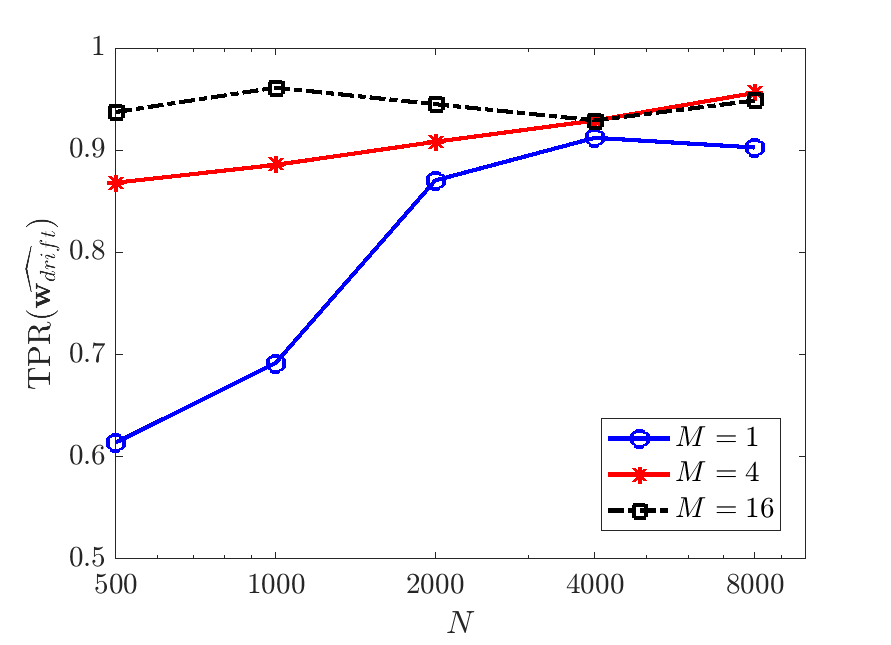 1
0.9
0.8
0.7
0.6
0.5
TPR(\widehat{w_{drift}})
500 1000 2000 4000 8000
N
M = 1
M = 4
M = 16